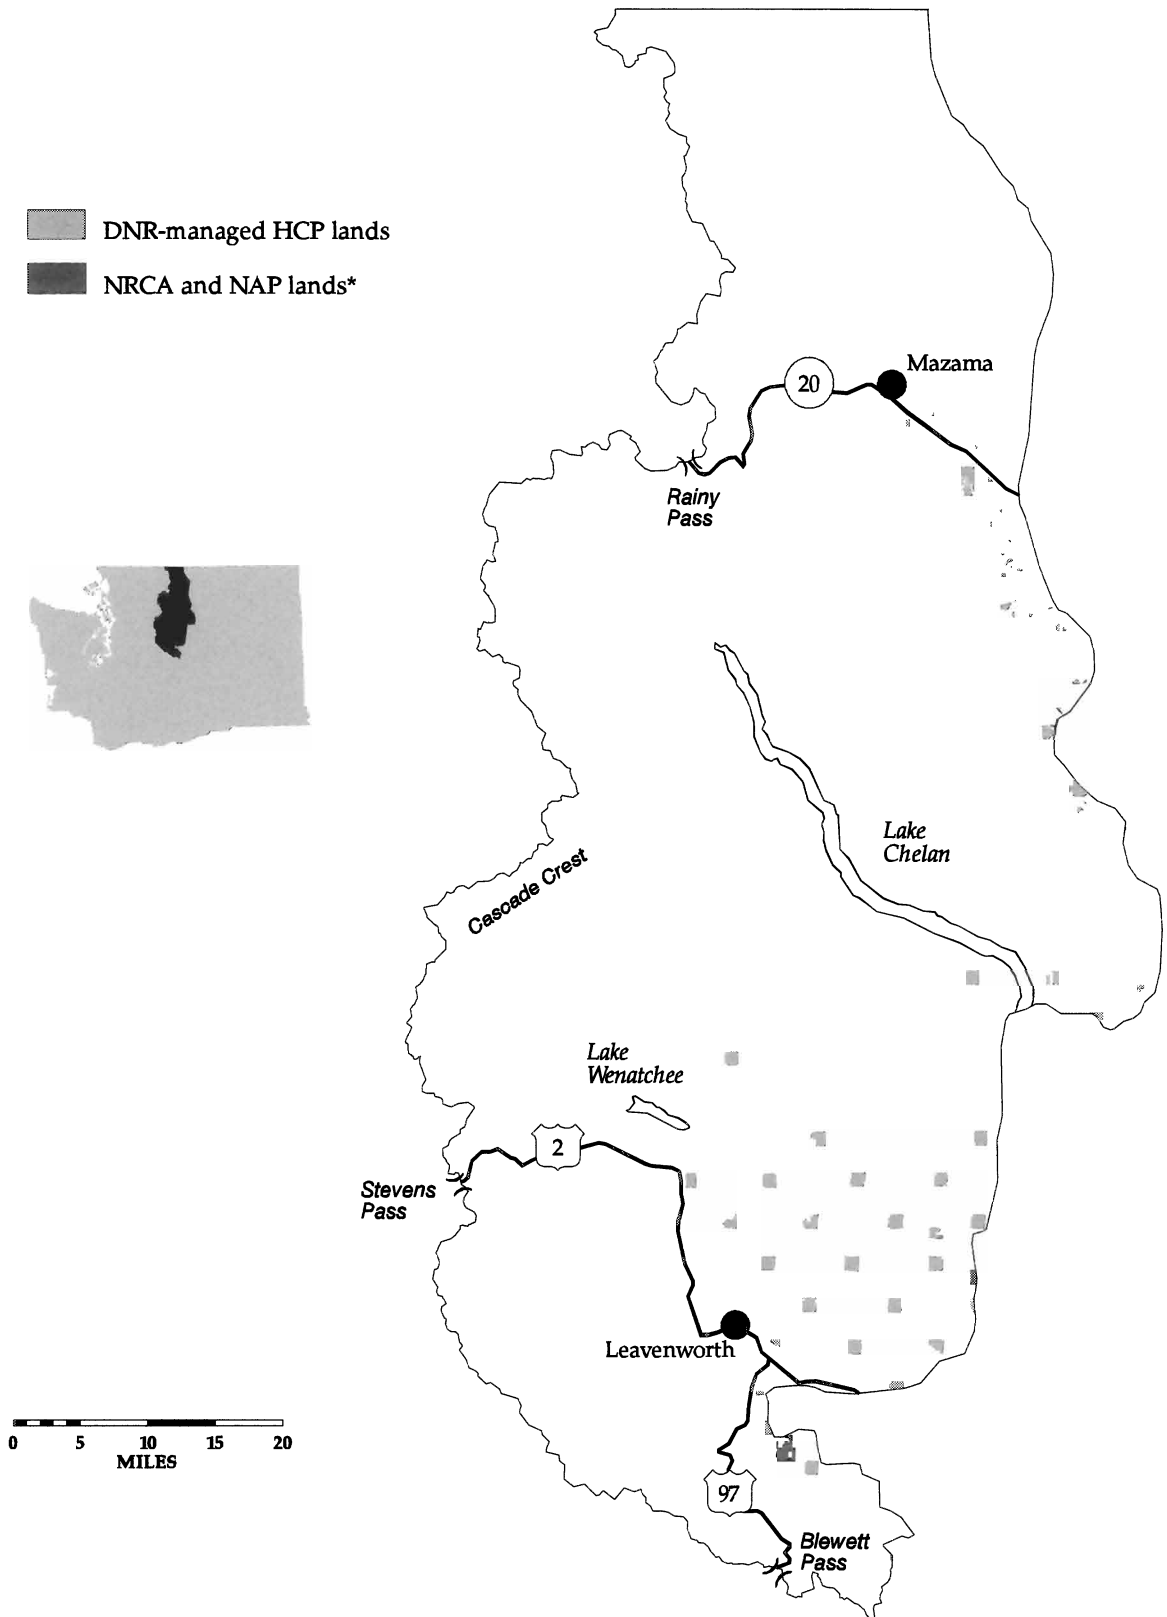 DNR-managed HCP lands
NRCA and NAP lands*
Mazama
20
Rainy
Pass
Lake
Chelan
Cascade Crest
Lake
Wenatchee
2
Stevens
Pass
Leavenworth
0 5 10 15 20
MILES
97
Blewett
Pass